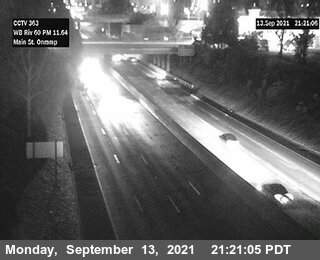 CCTV 363
WB Riv 60 PM 11.64
Main St. Onramp
13 Sep 2021 21:21:06
Monday, September 13, 2021 21:21:05 PDT